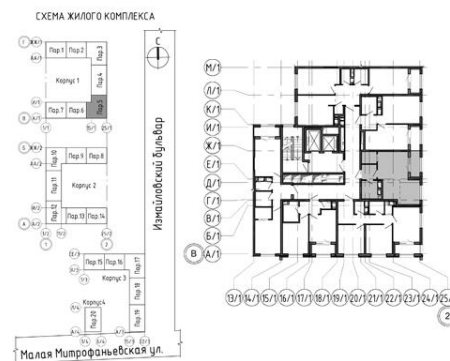 СХЕМА ЖИЛОГО КОМПЛЕКСА
С
Пар.1 Пар.2 Пар.3
Корпус 1 Пар.4
Пар.7 Пар.6 Пар.5
Пар.10 Пар.9 Пар.8
Пар.11 Корпус 2
Пар.12 Пар.13 Пар.14
Пар.15 Пар.16 Пар.17
Корпус 3 Пар.18
Корпус4
Пар.20 Пар.19
Измайловский бульвар
Малая Митрофаньевская ул.
М/1
Л/1
К/1
И/1
Ж/1
Е/1
Д/1
Г/1
В/1
Б/1
В А/1
13/1 14/1 15/1 16/1 17/1 18/1 19/1 20/1 21/1 22/1 23/1 24/1 25/
2